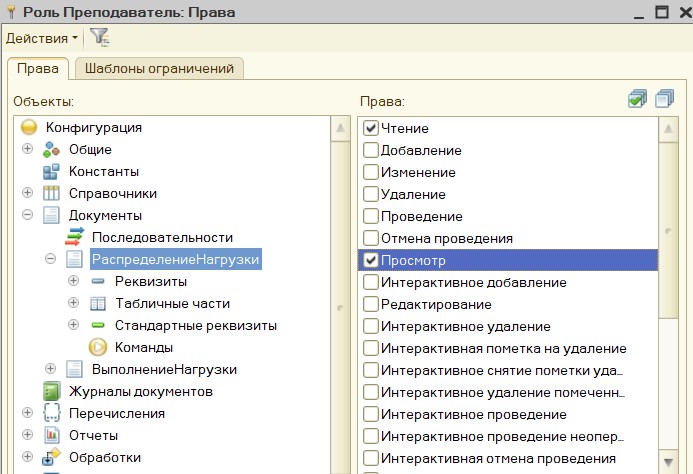 Роль Преподаватель: Права
Действия
Права
Шаблоны ограничений
Объекты:
Конфигурация
Общие
Константы
Справочники
Документы
Последовательности
РаспределениеНагрузки
Реквизиты
Табличные части
Стандартные реквизиты
Команды
ВыполнениеНагрузки
Журналы документов
Перечисления
Отчеты
Обработки
Права:
Чтение
Добавление
Изменение
Удаление
Проведение
Отмена проведения
Просмотр
Интерактивное добавление
Редактирование
Интерактивное удаление
Интерактивная пометка на удаление
Интерактивное снятие пометки уда...
Интерактивное удаление помеченн...
Интерактивное проведение
Интерактивное проведение неопер...
Интерактивная отмена проведения